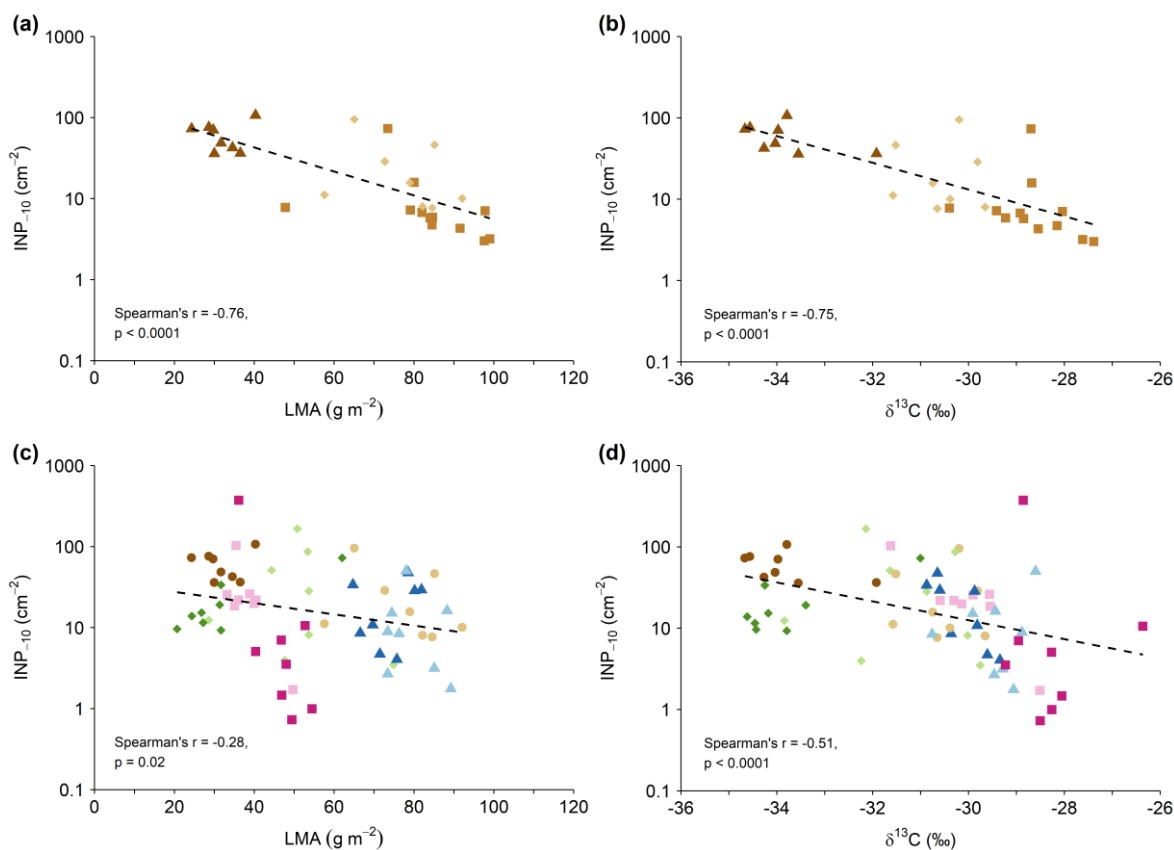 (a)
1000
100
10
1
0.1
INP₋₁₀ (cm⁻²)
Spearman's r = -0.76,
p < 0.0001
0 20 40 60 80 100 120
LMA (g m⁻²)
(b)
1000
100
10
1
0.1
INP₋₁₀ (cm⁻²)
Spearman's r = -0.75,
p < 0.0001
-36 -34 -32 -30 -28 -26
δ¹³C (‰)
(c)
1000
100
10
1
0.1
INP₋₁₀ (cm⁻²)
Spearman's r = -0.28,
p = 0.02
0 20 40 60 80 100 120
LMA (g m⁻²)
(d)
1000
100
10
1
0.1
INP₋₁₀ (cm⁻²)
Spearman's r = -0.51,
p < 0.0001
-36 -34 -32 -30 -28 -26
δ¹³C (‰)